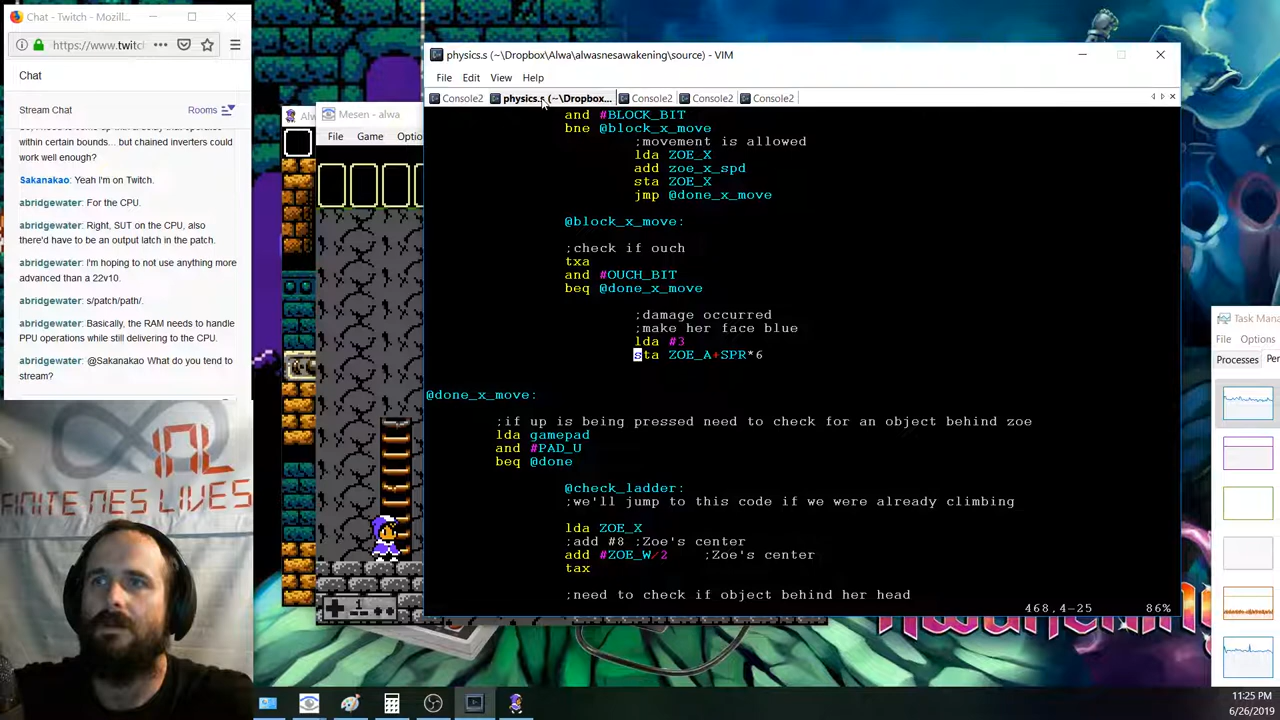 Chat - Twitch - Mozill...
https://www.twitch
Chat
Stream Chat
Rooms
within certain bounds... but chained inverters could
work well enough?
Sakanakao: Yeah I'm on Twitch.
abridgewater: For the CPU.
abridgewater: Right, SUT on the CPU, also
there'd have to be an output latch in the patch.
abridgewater: I'm hoping to not use anything more
advanced than a 22v10.
abridgewater: s/patch/path/.
abridgewater: Basically, the RAM needs to handle
PPU operations while still delivering to the CPU.
abridgewater: @Sakanakao What do you tend to
stream?
Alw
Mesen - alwa
File Game Optio
physics.s (~\Dropbox\Alwa\alwasnesawakening\source) - VIM
File Edit View Help
Console2 physics.s (~\Dropbox... Console2 Console2 Console2
and #BLOCK_BIT
bne @block_x_move
;movement is allowed
lda ZOE_X
add zoe_x_spd
sta ZOE_X
jmp @done_x_move
@block_x_move:
;check if ouch
txa
and #OUCH_BIT
beq @done_x_move
;damage occurred
;make her face blue
lda #3
sta ZOE_A+SPR*6
@done_x_move:
;if up is being pressed need to check for an object behind zoe
lda gamepad
and #PAD_U
beq @done
@check_ladder:
;we'll jump to this code if we were already climbing
lda ZOE_X
;add #8 ;Zoe's center
add #ZOE_W/2 ;Zoe's center
tax
;need to check if object behind her head
468,4-25 86%
Task Mana
File Options
Processes Per
11:25 PM
6/26/2019